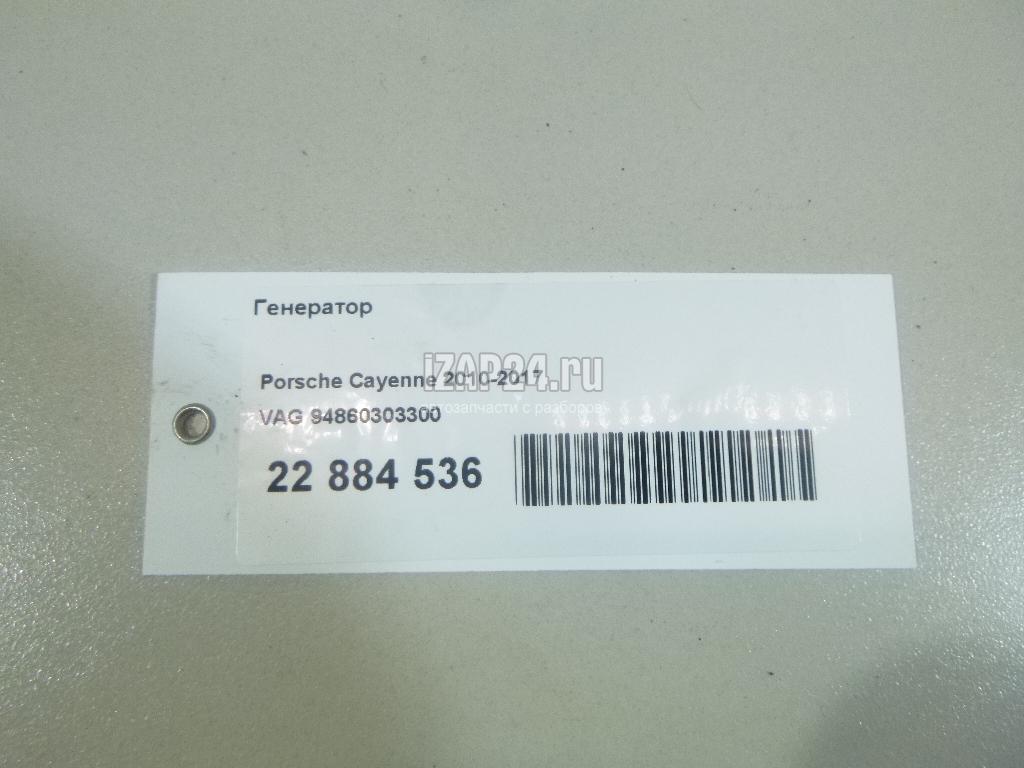 Генератор
iZAP24.ru
Porsche Cayenne 2010-2017
автозапчасти с разборов
VAG 94860303300
22 884 536